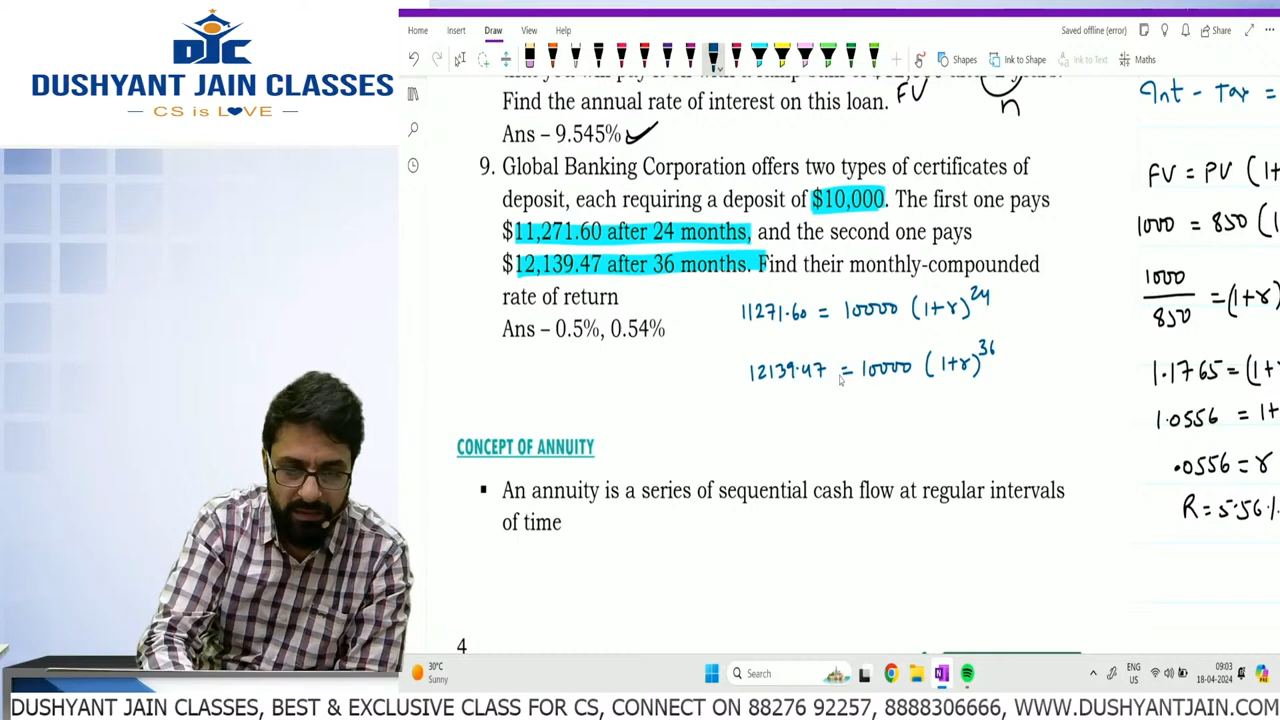 DJC
DUSHYANT JAIN CLASSES
CS is LOVE
Home Insert Draw View Help
Saved offline (error) Share
Shapes Ink to Shape Ink to Text Maths
Find the annual rate of interest on this loan. FV n
Ans – 9.545%
9. Global Banking Corporation offers two types of certificates of
deposit, each requiring a deposit of $10,000. The first one pays
$11,271.60 after 24 months, and the second one pays
$12,139.47 after 36 months. Find their monthly-compounded
rate of return
Ans – 0.5%, 0.54%
11271.60 = 10000 (1+r)^24
12139.47 = 10000 (1+r)^36
CONCEPT OF ANNUITY
▪ An annuity is a series of sequential cash flow at regular intervals
of time
4
Int - Tax =
FV = PV (1+
1000 = 850 (1
1000/850 = (1+r)
1.1765 = (1+
1.0556 = 1+
.0556 = r
R = 5.56%
30°C
Sunny
Search
ENG
US
09:03
18-04-2024
DUSHYANT JAIN CLASSES, BEST & EXCLUSIVE CLASS FOR CS, CONNECT ON 88276 92257, 8888306666, WWW.DUSHYANTJAIN.COM